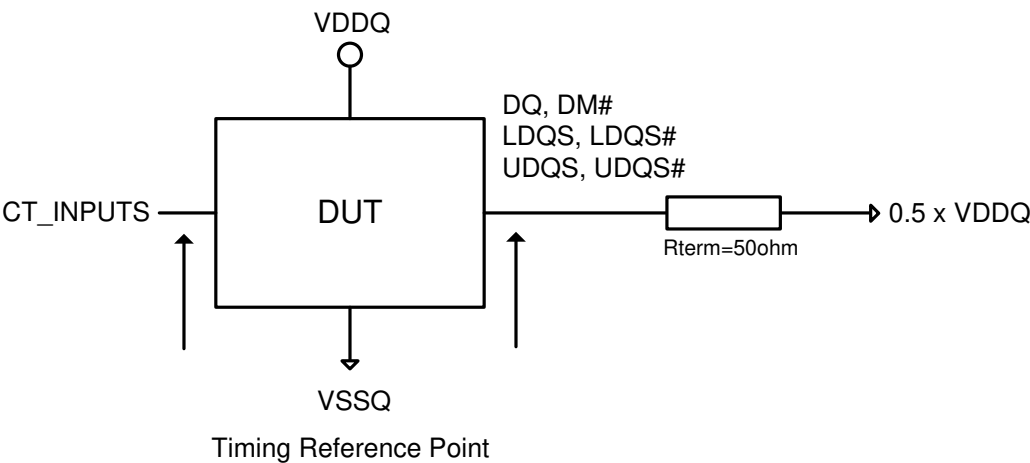 VDDQ
DQ, DM#
LDQS, LDQS#
UDQS, UDQS#
CT_INPUTS
DUT
0.5 x VDDQ
Rterm=50ohm
VSSQ
Timing Reference Point